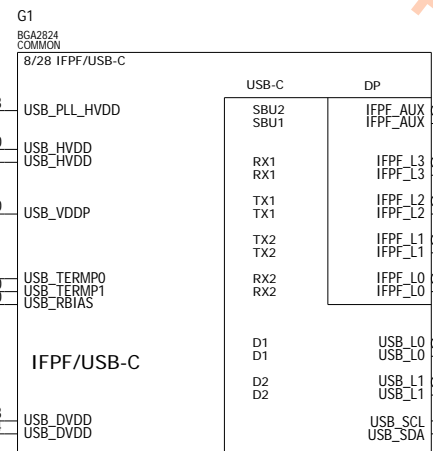 G1
BGA2824
COMMON
8/28 IFPF/USB-C
USB-C DP
USB_PLL_HVDD SBU2 IFPF_AUX
SBU1 IFPF_AUX
USB_HVDD
USB_HVDD RX1 IFPF_L3
RX1 IFPF_L3
TX1 IFPF_L2
USB_VDDP TX1 IFPF_L2
TX2 IFPF_L1
TX2 IFPF_L1
USB_TERMP0 RX2 IFPF_L0
USB_TERMP1 RX2 IFPF_L0
USB_RBIAS
D1 USB_L0
D1 USB_L0
IFPF/USB-C
D2 USB_L1
D2 USB_L1
USB_DVDD USB_SCL
USB_DVDD USB_SDA